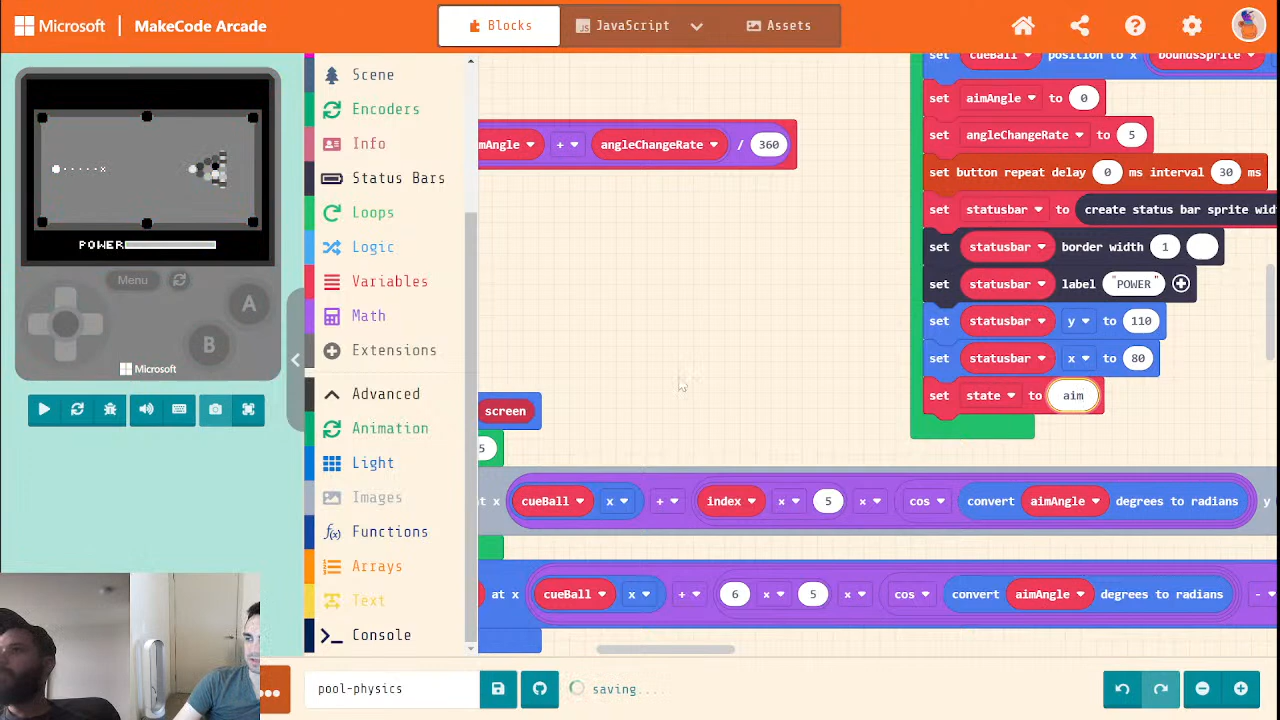 Microsoft | MakeCode Arcade
Blocks
JavaScript
Assets
POWER
Menu
A
B
Microsoft
Scene
Encoders
Info
Status Bars
Loops
Logic
Variables
Math
Extensions
Advanced
Animation
Light
Images
Functions
Arrays
Text
Console
mAngle + angleChangeRate / 360
screen
5
set cueBall position to x boundsSprite
set aimAngle to 0
set angleChangeRate to 5
set button repeat delay 0 ms interval 30 ms
set statusbar to create status bar sprite widt
set statusbar border width 1
set statusbar label "POWER"
set statusbar y to 110
set statusbar x to 80
set state to aim
at x cueBall x + index x 5 x cos convert aimAngle degrees to radians y
at x cueBall x + 6 x 5 x cos convert aimAngle degrees to radians -
pool-physics
saving.....